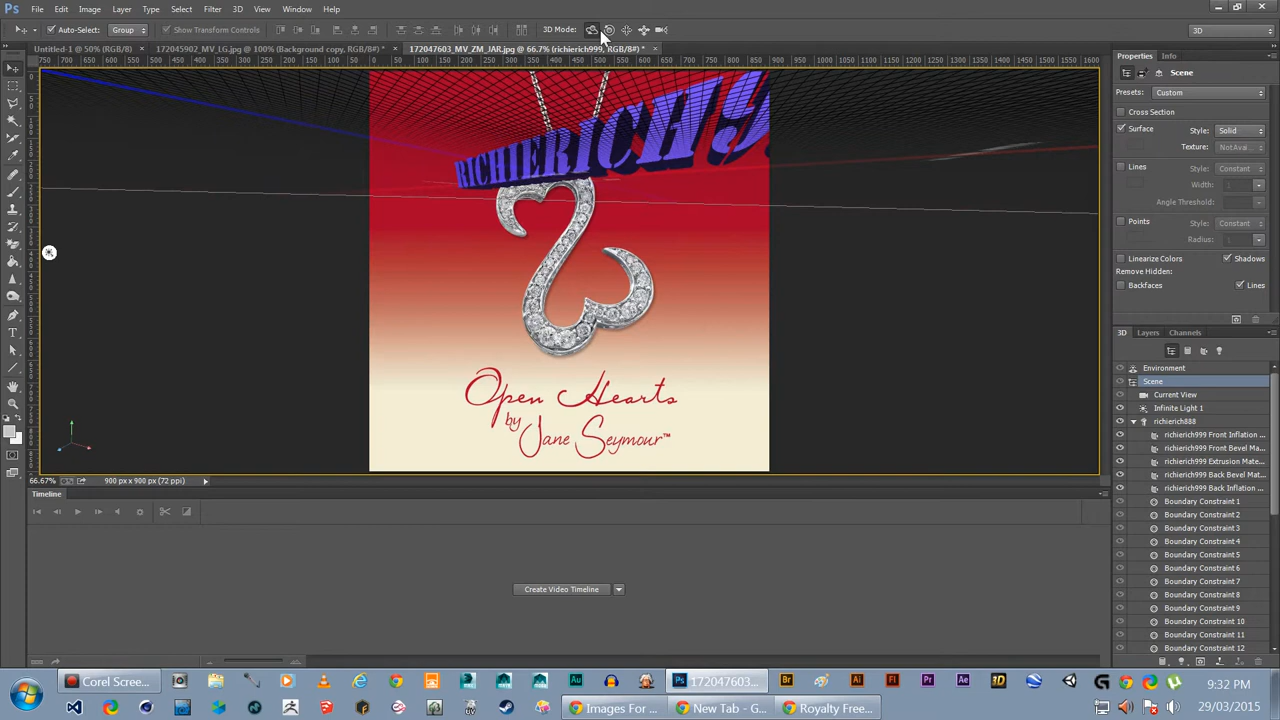 Ps File Edit Image Layer Type Select Filter 3D View Window Help
Auto-Select: Group Show Transform Controls 3D Mode: 3D
Untitled-1 @ 50% (RGB/8) × 172045902_MV_LG.jpg @ 100% (Background copy, RGB/8#) * × 172047603_MV_ZM_JAR.jpg @ 66.7% (richierich999, RGB/8#) * ×
Properties Info
Scene
Presets: Custom
Cross Section
Surface Style: Solid
Texture: NotAvai...
Lines Style: Constant
Width:
Angle Threshold:
Points Style: Constant
Radius:
Linearize Colors Shadows
Remove Hidden:
Backfaces Lines
RICHIERICH
Open Hearts
by Jane Seymour™
3D Layers Channels
Environment
Scene
Current View
Infinite Light 1
richierich888
richierich999 Front Inflation ...
richierich999 Front Bevel Ma...
richierich999 Extrusion Mate...
richierich999 Back Bevel Mat...
richierich999 Back Inflation ...
Boundary Constraint 1
Boundary Constraint 2
Boundary Constraint 3
Boundary Constraint 4
Boundary Constraint 5
Boundary Constraint 6
Boundary Constraint 7
Boundary Constraint 8
Boundary Constraint 9
Boundary Constraint 10
Boundary Constraint 11
Boundary Constraint 12
66.67% 900 px x 900 px (72 ppi)
Timeline
Create Video Timeline
Corel Scree... 172047603... 9:32 PM
Images For ... New Tab - G... Royalty Free... 29/03/2015